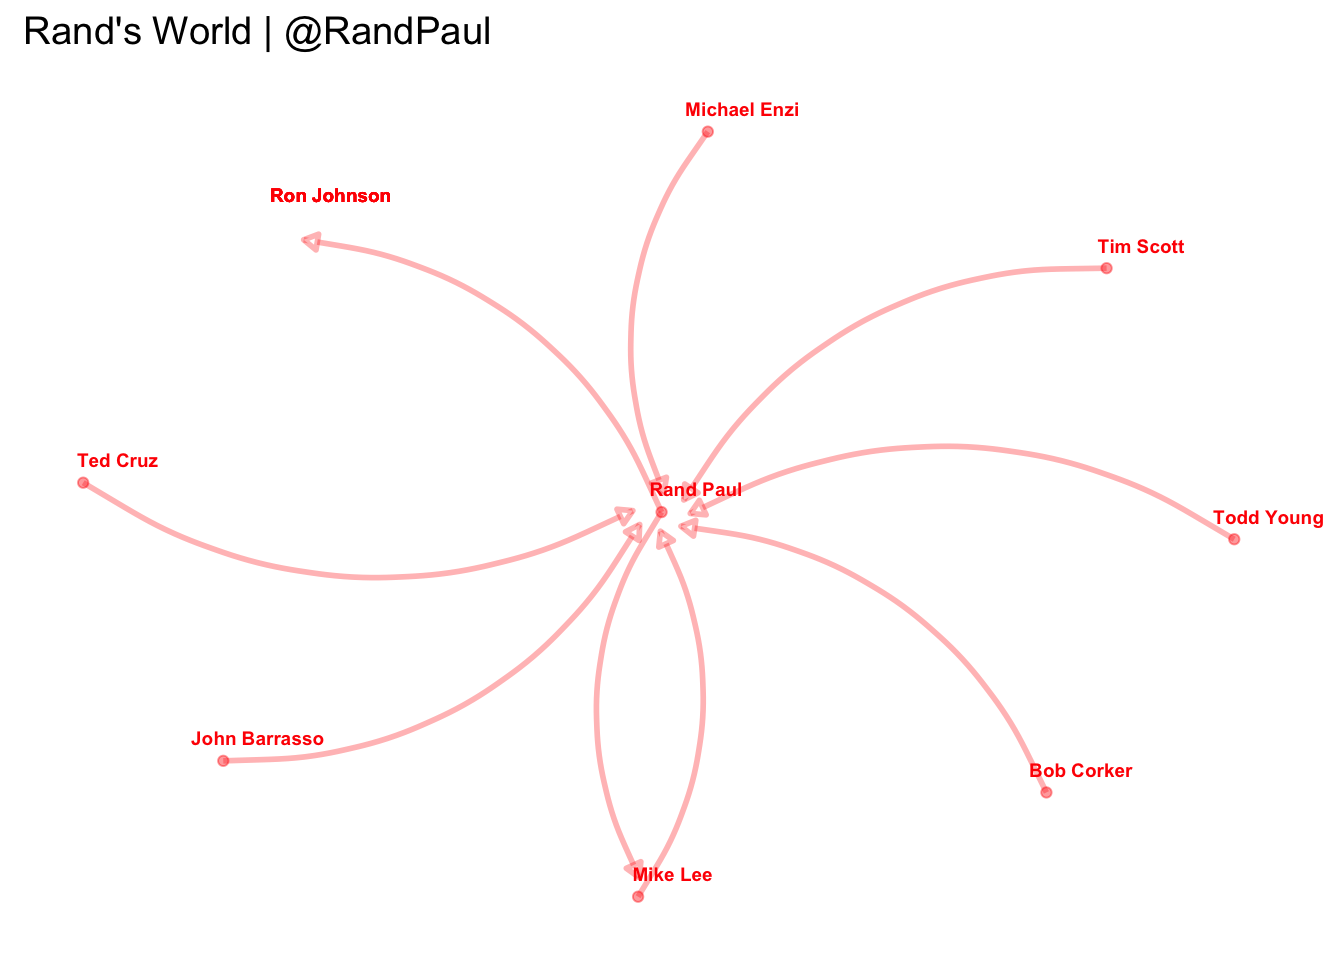 Rand's World | @RandPaul
Michael Enzi
Ron Johnson
Tim Scott
Ted Cruz
Rand Paul
Todd Young
John Barrasso
Bob Corker
Mike Lee